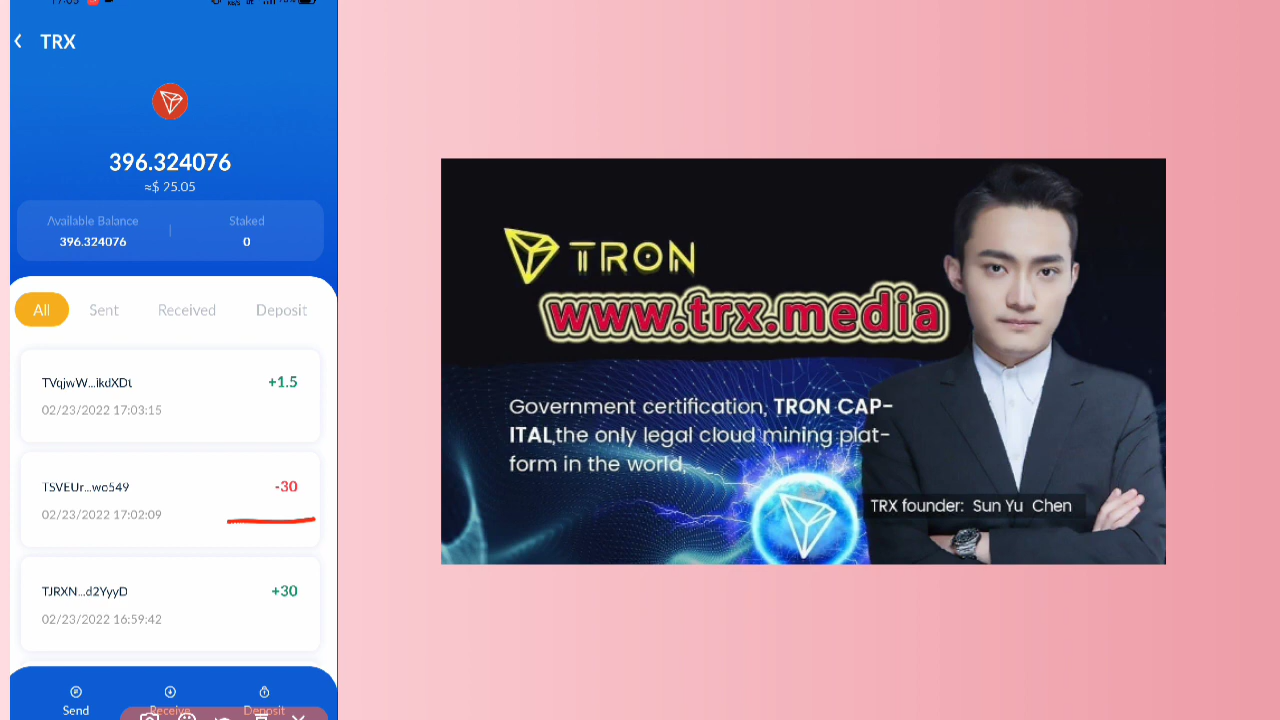 TRX
396.324076
≈$ 25.05
Available Balance
Staked
396.324076
0
All
Sent
Received
Deposit
TVqjwW...ikdXDt
+1.5
02/23/2022 17:03:15
TSVEUr...wo549
-30
02/23/2022 17:02:09
TJRXN...d2YyyD
+30
02/23/2022 16:59:42
Send
Receive
Deposit
TRON
www.trx.media
Government certification, TRON CAP-
ITAL,the only legal cloud mining plat-
form in the world,
TRX founder: Sun Yu Chen